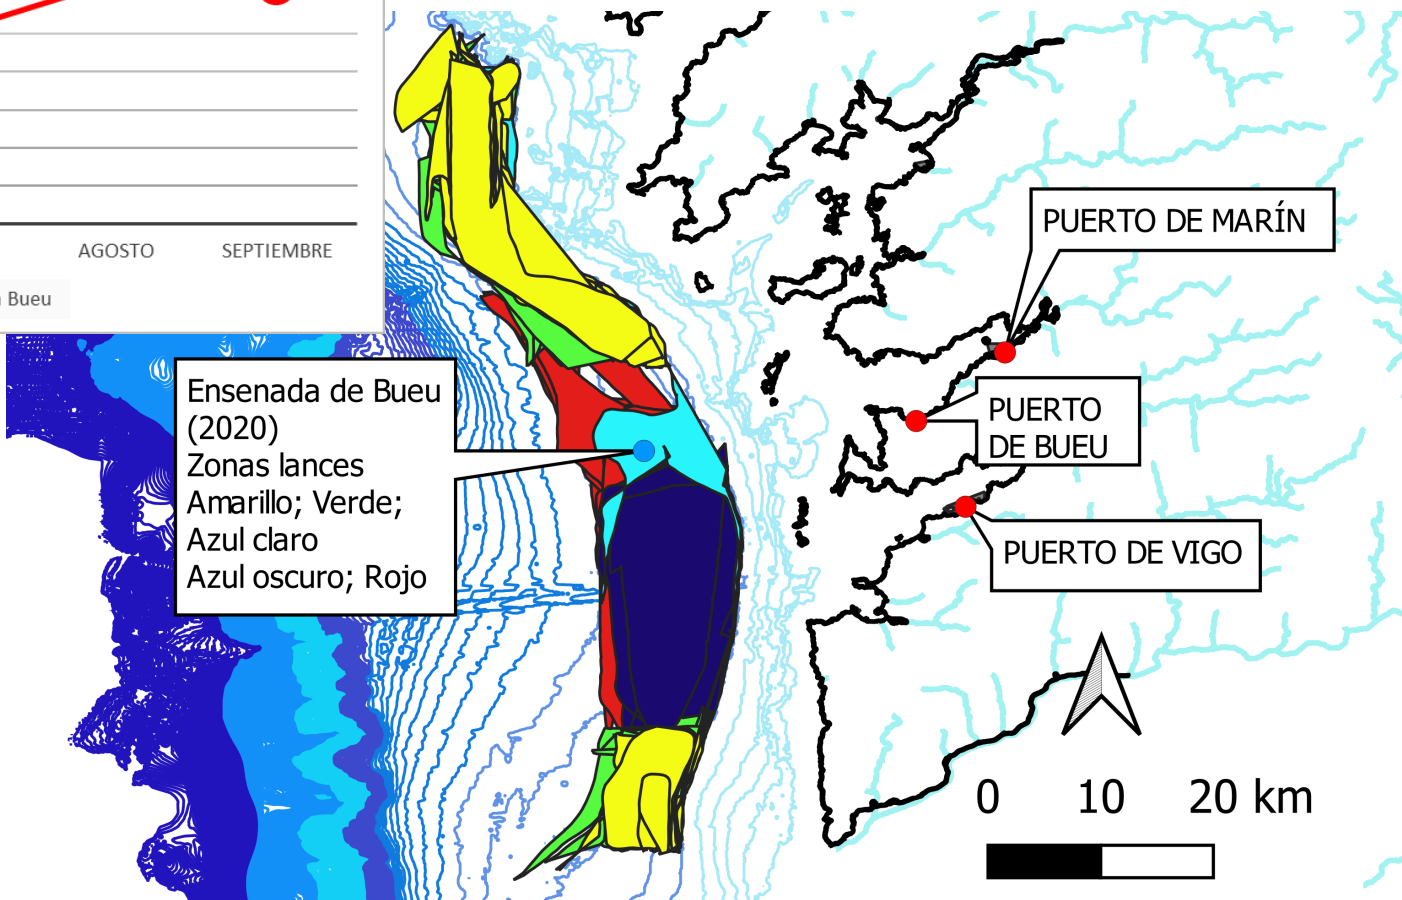 AGOSTO SEPTIEMBRE
Bueu
PUERTO DE MARÍN
Ensenada de Bueu
(2020)
Zonas lances
Amarillo; Verde;
Azul claro
Azul oscuro; Rojo
PUERTO
DE BUEU
PUERTO DE VIGO
0 10 20 km